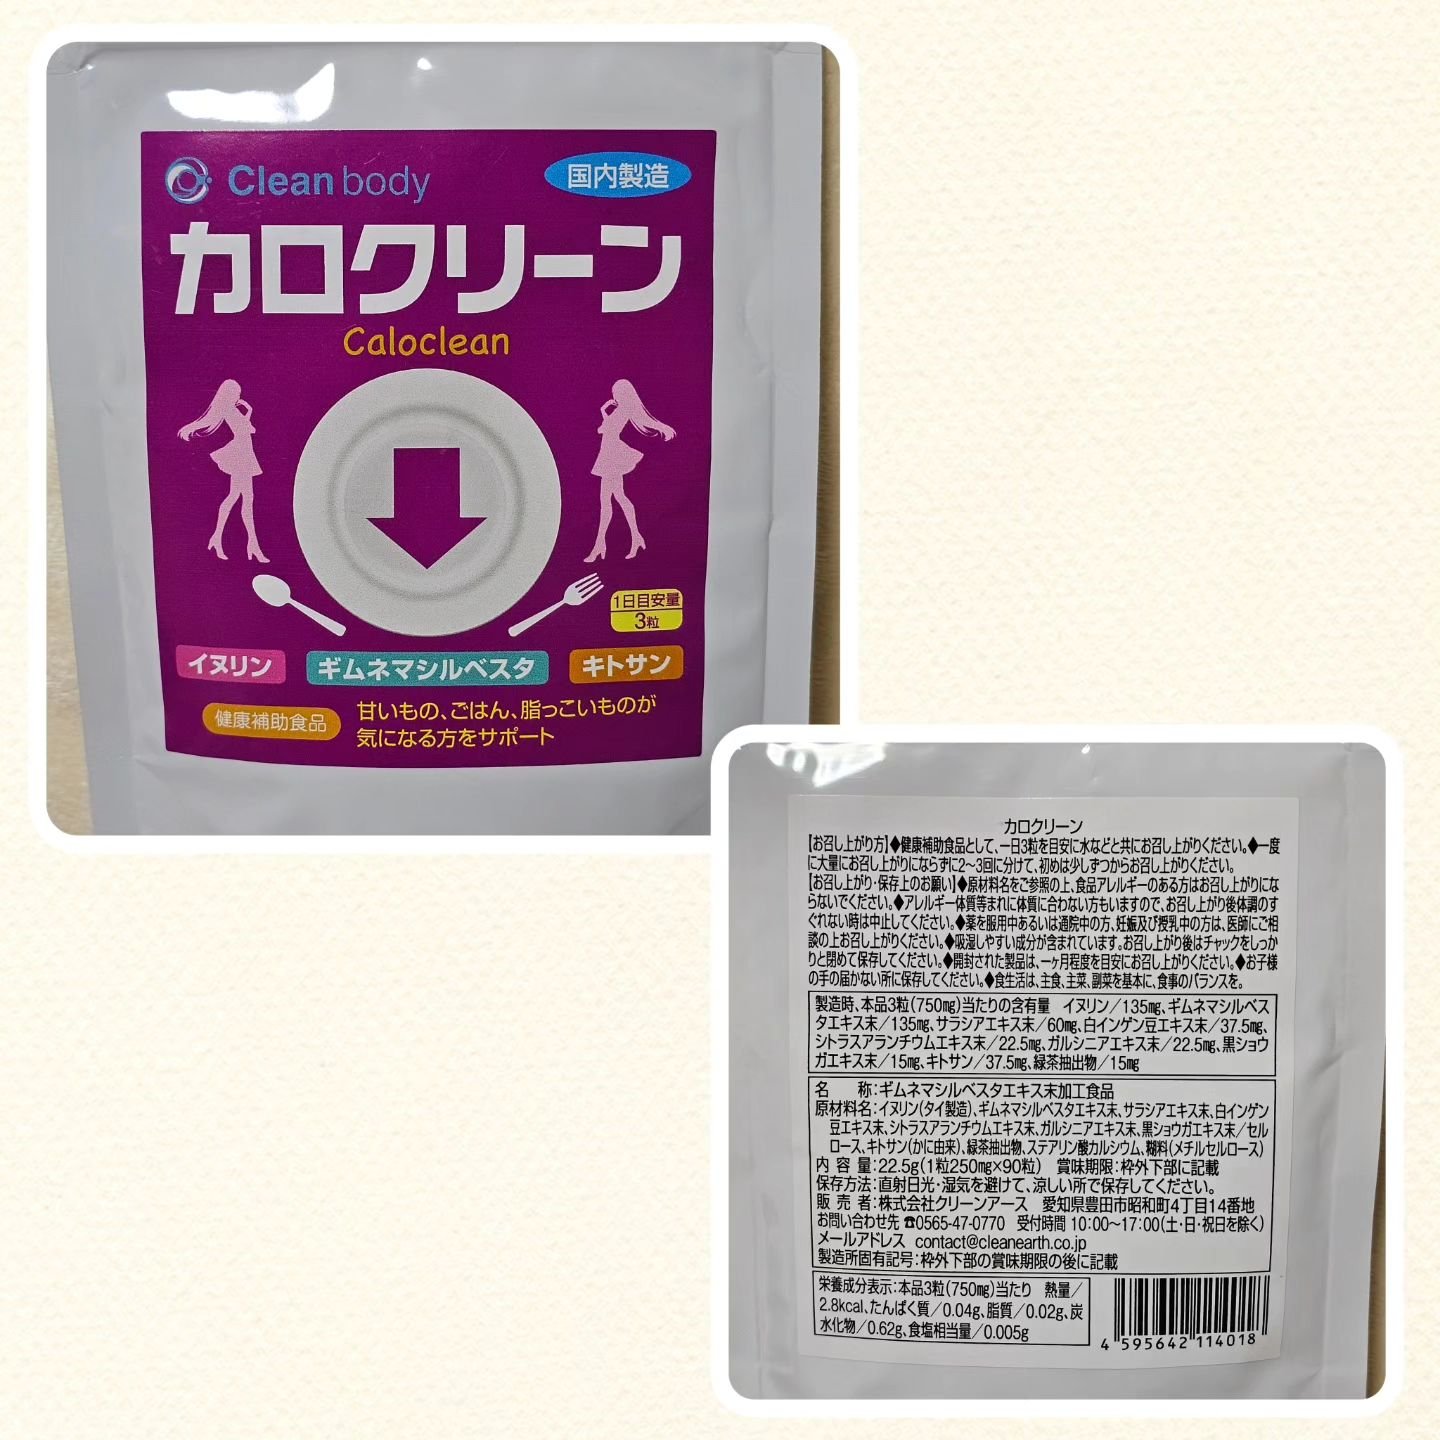 Clean body
国内製造
カロクリーン
Caloclean
1日目安量
3粒
イヌリン
ギムネマシルベスタ
キトサン
健康補助食品
甘いもの、ごはん、脂っこいものが
気になる方をサポート
カロクリーン
【お召し上がり方】◆健康補助食品として、一日3粒を目安に水などと共にお召し上がりください。◆一度
に大量にお召し上がりにならずに2〜3回に分けて、初めは少しずつからお召し上がりください。
【お召し上がり・保存上のお願い】◆原材料名をご参照の上、食品アレルギーのある方はお召し上がりにな
らないでください。◆アレルギー体質等まれに体質に合わない方もいますので、お召し上がり後体調のす
ぐれない時は中止してください。◆薬を服用中あるいは通院中の方、妊娠及び授乳中の方は、医師にご相
談の上お召し上がりください。◆吸湿しやすい成分が含まれています。お召し上がり後はチャックをしっか
りと閉めて保存してください。◆開封された製品は、一ヶ月程度を目安にお召し上がりください。◆お子様
の手の届かない所に保存してください。◆食生活は、主食、主菜、副菜を基本に、食事のバランスを。
製造時、本品3粒(750㎎)当たりの含有量　イヌリン/135㎎、ギムネマシルベス
タエキス末/135㎎、サラシアエキス末/60㎎、白インゲン豆エキス末/37.5㎎、
シトラスアランチウムエキス末/22.5㎎、ガルシニアエキス末/22.5㎎、黒ショウ
ガエキス末/15㎎、キトサン/37.5㎎、緑茶抽出物/15㎎
名　　称：ギムネマシルベスタエキス末加工食品
原材料名：イヌリン(タイ製造)、ギムネマシルベスタエキス末、サラシアエキス末、白インゲン
豆エキス末、シトラスアランチウムエキス末、ガルシニアエキス末、黒ショウガエキス末/セル
ロース、キトサン(かに由来)、緑茶抽出物、ステアリン酸カルシウム、糊料(メチルセルロース)
内 容 量：22.5g(1粒250㎎×90粒)　賞味期限：枠外下部に記載
保存方法：直射日光・湿気を避けて、涼しい所で保存してください。
販 売 者：株式会社クリーンアース　愛知県豊田市昭和町4丁目14番地
お問い合わせ先 ☎0565-47-0770　受付時間 10：00〜17：00(土・日・祝日を除く)
メールアドレス contact@cleanearth.co.jp
製造所固有記号：枠外下部の賞味期限の後に記載
栄養成分表示：本品3粒(750㎎)当たり　熱量/
2.8kcal、たんぱく質/0.04g、脂質/0.02g、炭
水化物/0.62g、食塩相当量/0.005g
4 595642 114018